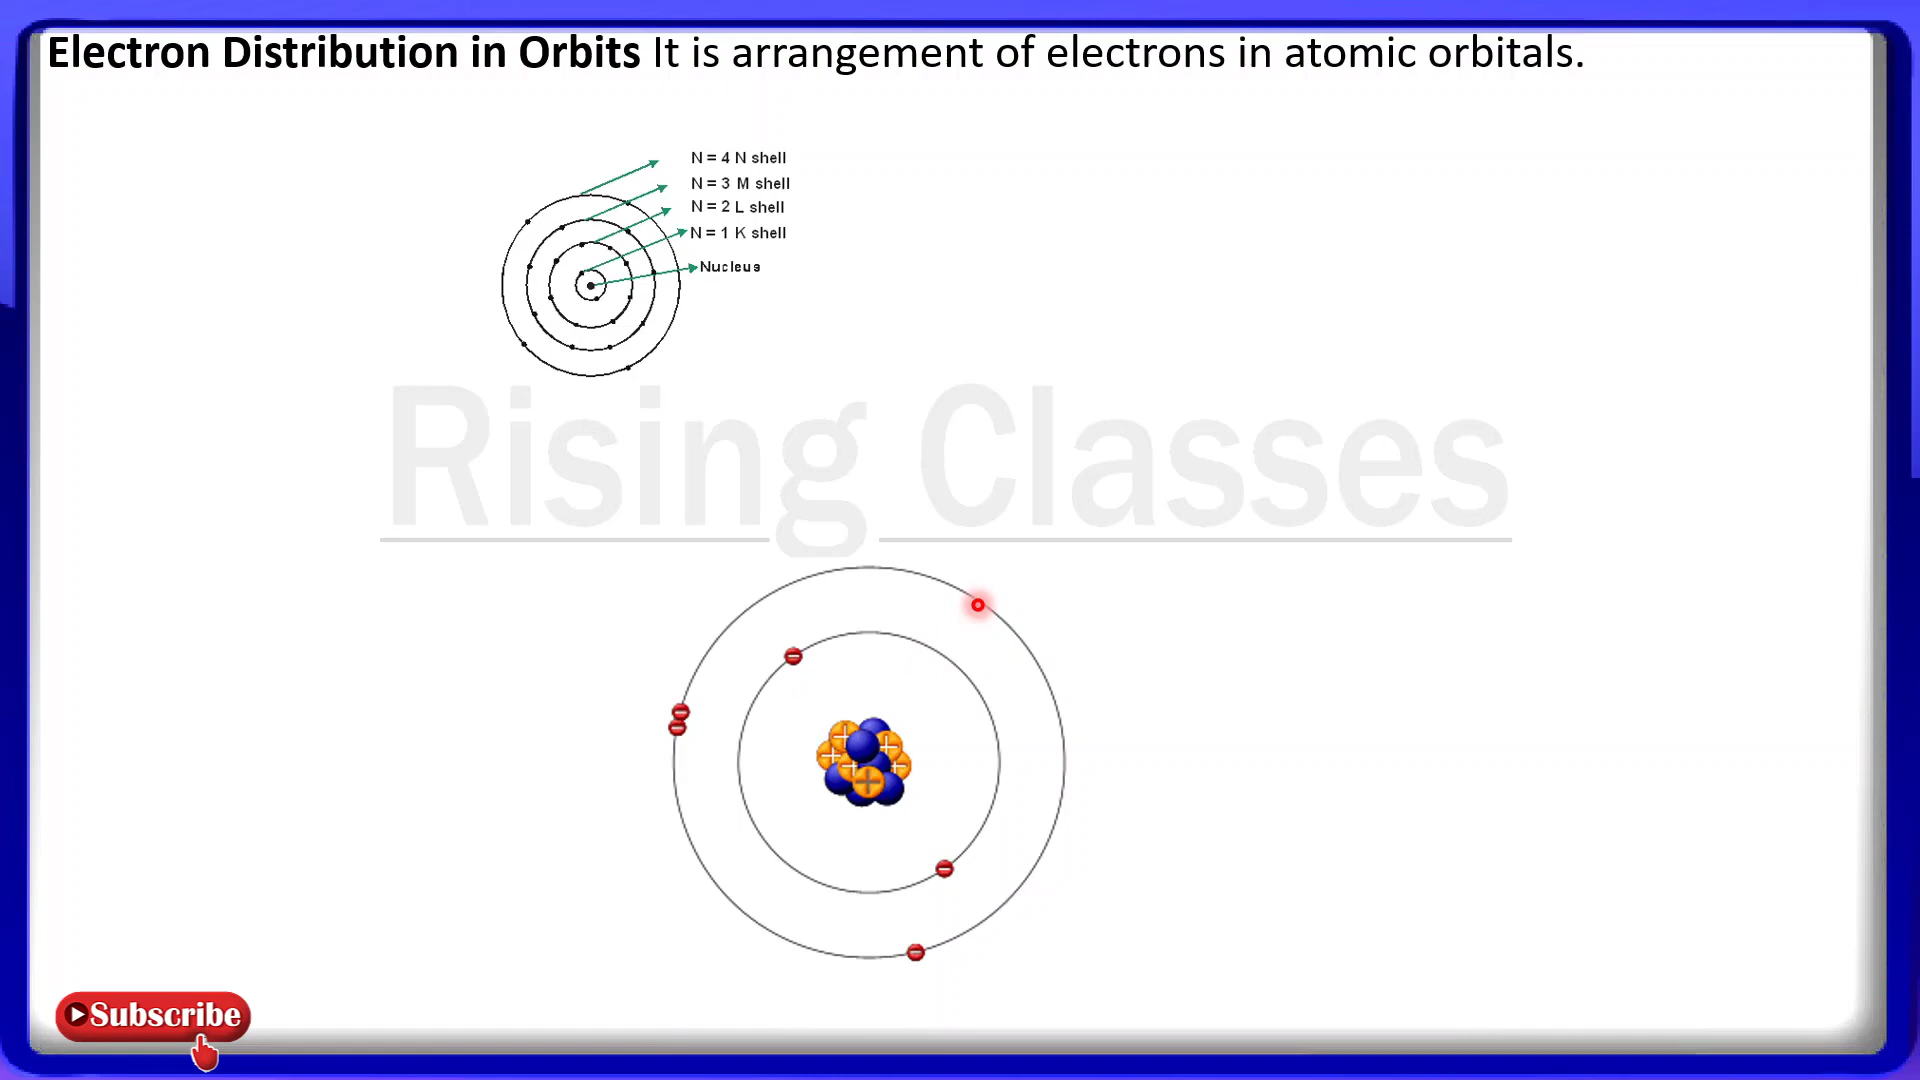 Electron Distribution in Orbits It is arrangement of electrons in atomic orbitals.
N = 4 N shell
N = 3 M shell
N = 2 L shell
N = 1 K shell
Nucleus
Rising Classes
Subscribe